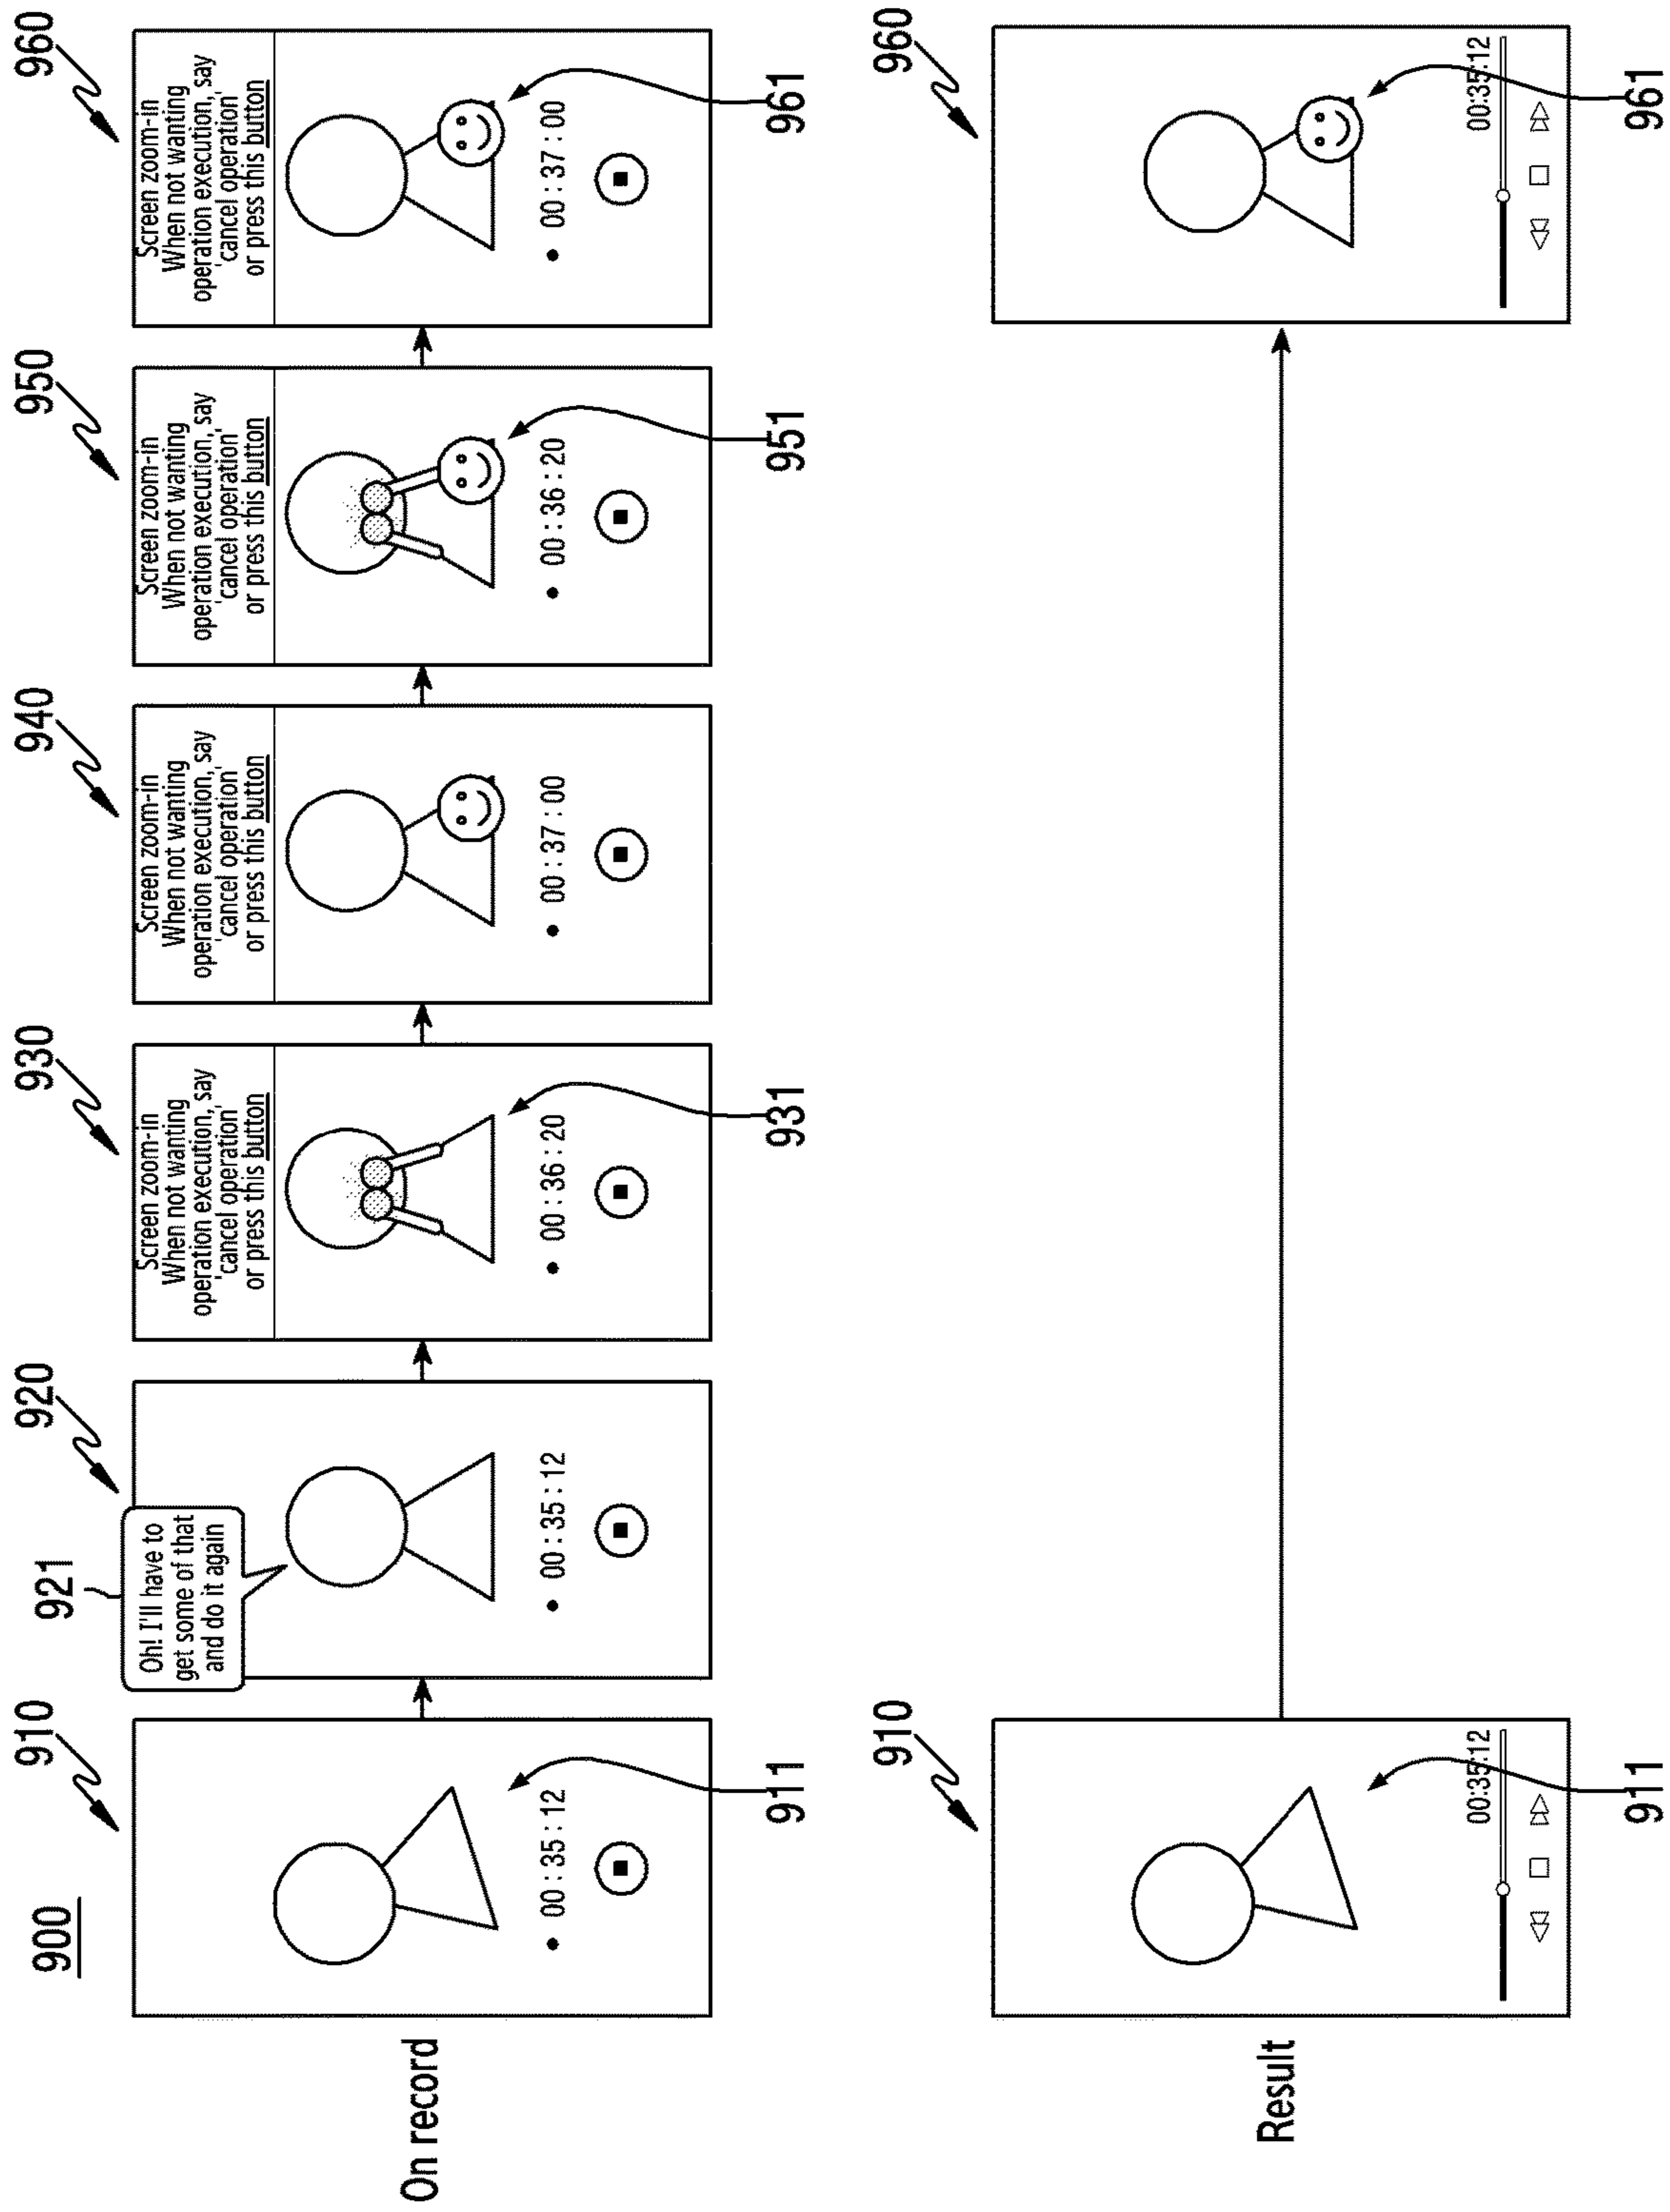 900
On record
910
00:35:12
911
920
921
Oh! I'll have to
get some of that
and do it again
00:35:12
930
Screen zoom-in
When not wanting
operation execution, say
'cancel operation'
or press this button
00:36:20
931
940
Screen zoom-in
When not wanting
operation execution, say
'cancel operation'
or press this button
00:37:00
950
Screen zoom-in
When not wanting
operation execution, say
'cancel operation'
or press this button
00:36:20
951
960
Screen zoom-in
When not wanting
operation execution, say
'cancel operation'
or press this button
00:37:00
961
Result
910
00:35:12
911
960
00:35:12
961